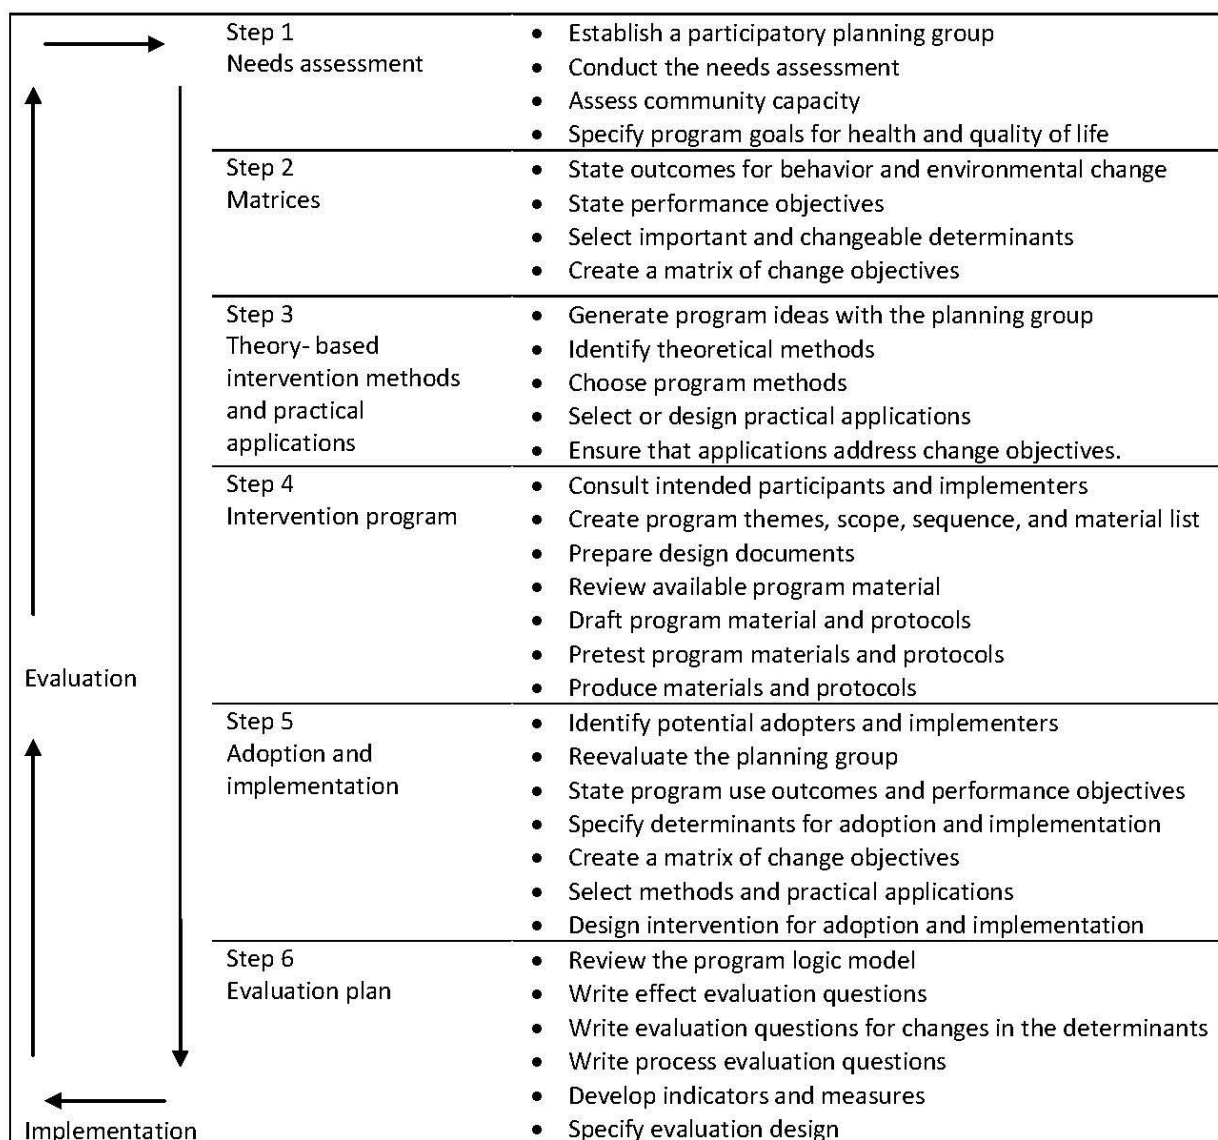 Step 1
Needs assessment
• Establish a participatory planning group
• Conduct the needs assessment
• Assess community capacity
• Specify program goals for health and quality of life
Step 2
Matrices
• State outcomes for behavior and environmental change
• State performance objectives
• Select important and changeable determinants
• Create a matrix of change objectives
Step 3
Theory- based
intervention methods
and practical
applications
• Generate program ideas with the planning group
• Identify theoretical methods
• Choose program methods
• Select or design practical applications
• Ensure that applications address change objectives.
Step 4
Intervention program
• Consult intended participants and implementers
• Create program themes, scope, sequence, and material list
• Prepare design documents
• Review available program material
• Draft program material and protocols
• Pretest program materials and protocols
• Produce materials and protocols
Evaluation
Step 5
Adoption and
implementation
• Identify potential adopters and implementers
• Reevaluate the planning group
• State program use outcomes and performance objectives
• Specify determinants for adoption and implementation
• Create a matrix of change objectives
• Select methods and practical applications
• Design intervention for adoption and implementation
Step 6
Evaluation plan
• Review the program logic model
• Write effect evaluation questions
• Write evaluation questions for changes in the determinants
• Write process evaluation questions
• Develop indicators and measures
• Specify evaluation design
Implementation